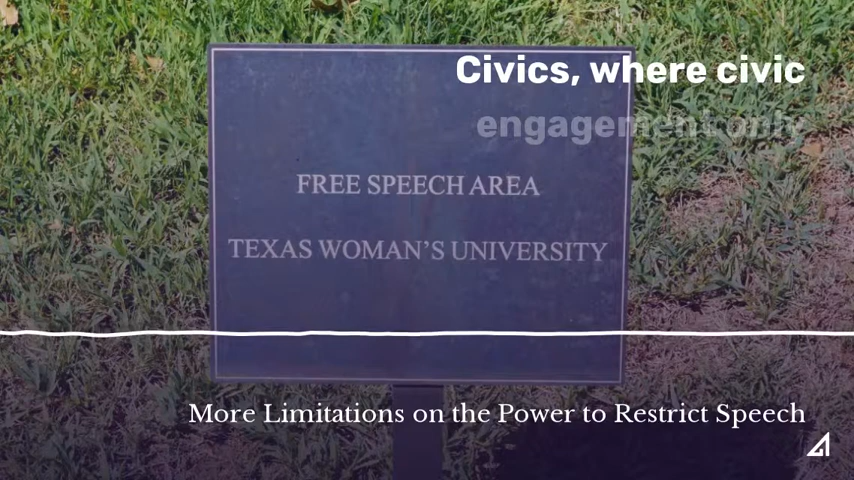 Civics, where civic
engagement only
FREE SPEECH AREA
TEXAS WOMAN'S UNIVERSITY
More Limitations on the Power to Restrict Speech